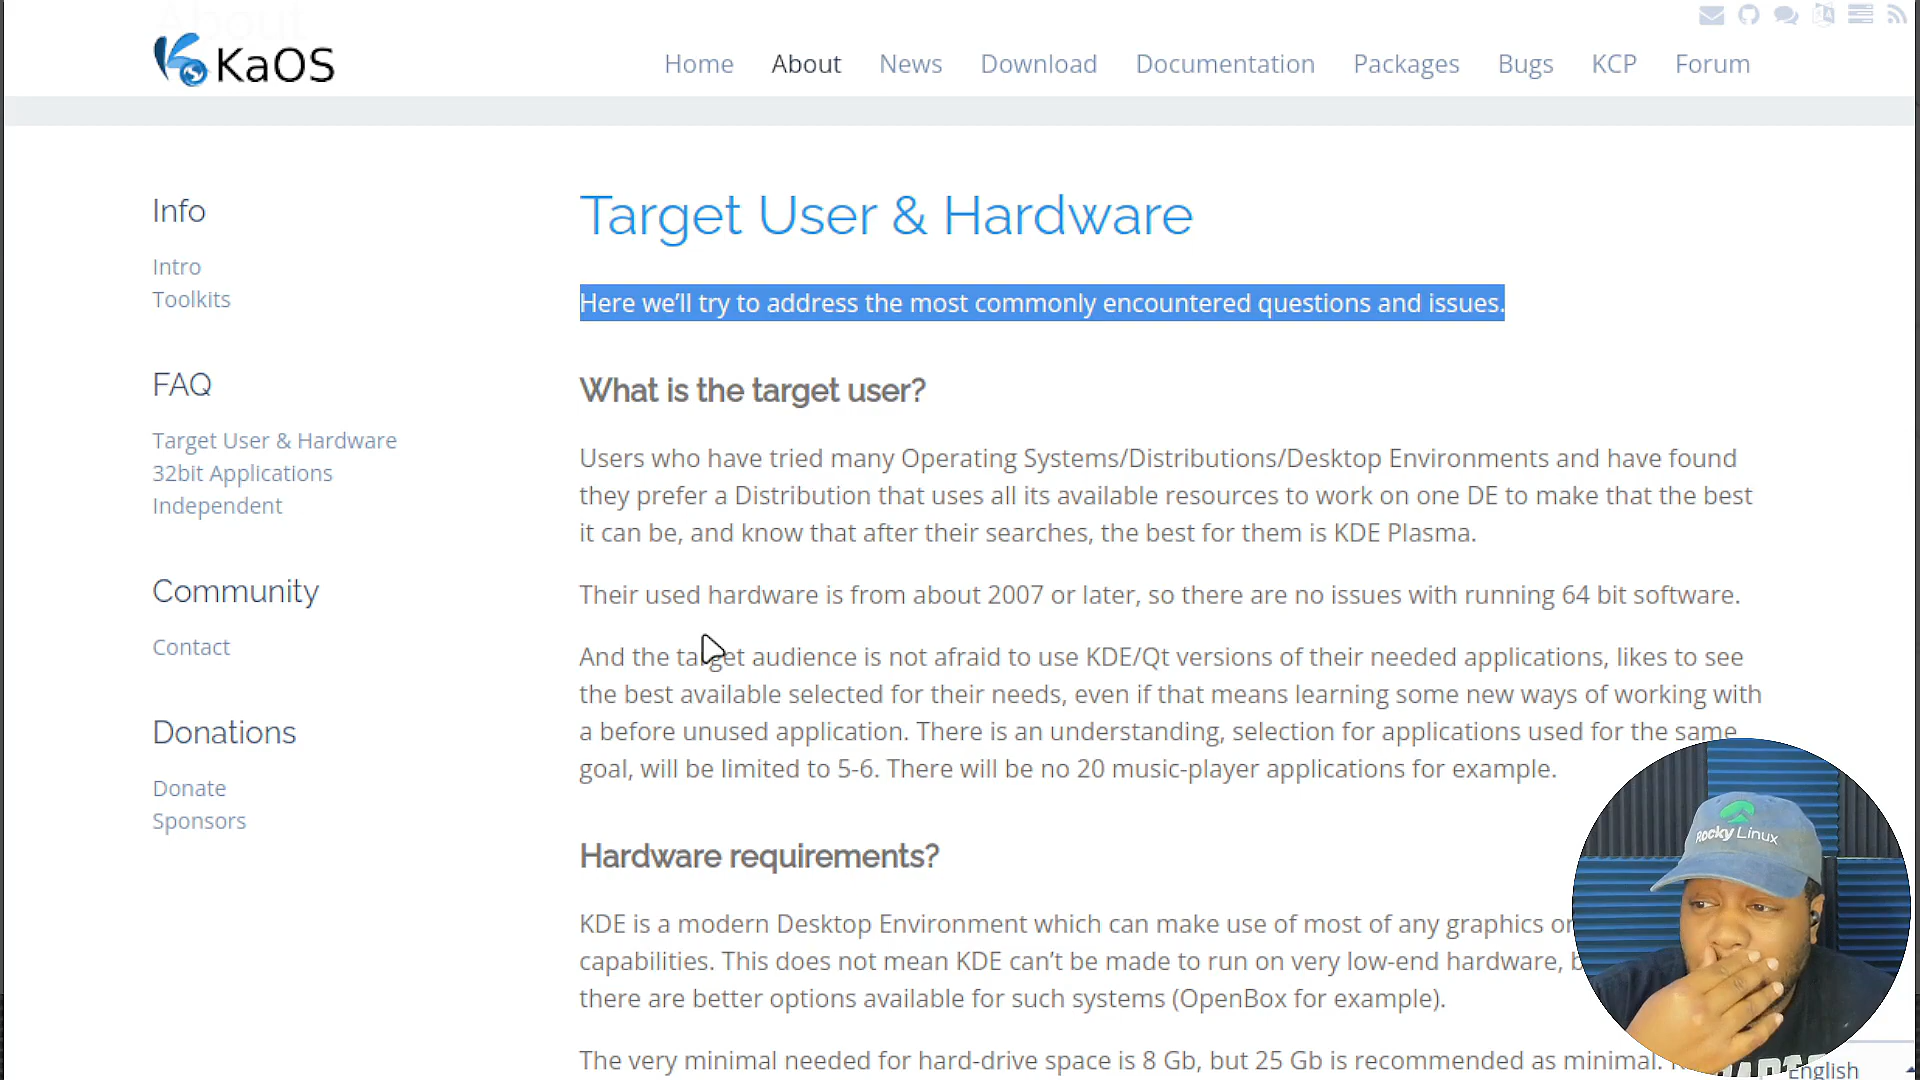 About
KaOS
Home About News Download Documentation Packages Bugs KCP Forum
Info
Intro
Toolkits
FAQ
Target User & Hardware
32bit Applications
Independent
Community
Contact
Donations
Donate
Sponsors
Target User & Hardware
Here we’ll try to address the most commonly encountered questions and issues.
What is the target user?
Users who have tried many Operating Systems/Distributions/Desktop Environments and have found
they prefer a Distribution that uses all its available resources to work on one DE to make that the best
it can be, and know that after their searches, the best for them is KDE Plasma.
Their used hardware is from about 2007 or later, so there are no issues with running 64 bit software.
And the target audience is not afraid to use KDE/Qt versions of their needed applications, likes to see
the best available selected for their needs, even if that means learning some new ways of working with
a before unused application. There is an understanding, selection for applications used for the same
goal, will be limited to 5-6. There will be no 20 music-player applications for example.
Hardware requirements?
KDE is a modern Desktop Environment which can make use of most of any graphics or
capabilities. This does not mean KDE can’t be made to run on very low-end hardware,
there are better options available for such systems (OpenBox for example).
The very minimal needed for hard-drive space is 8 Gb, but 25 Gb is recommended as minimal.
Rocky Linux
English